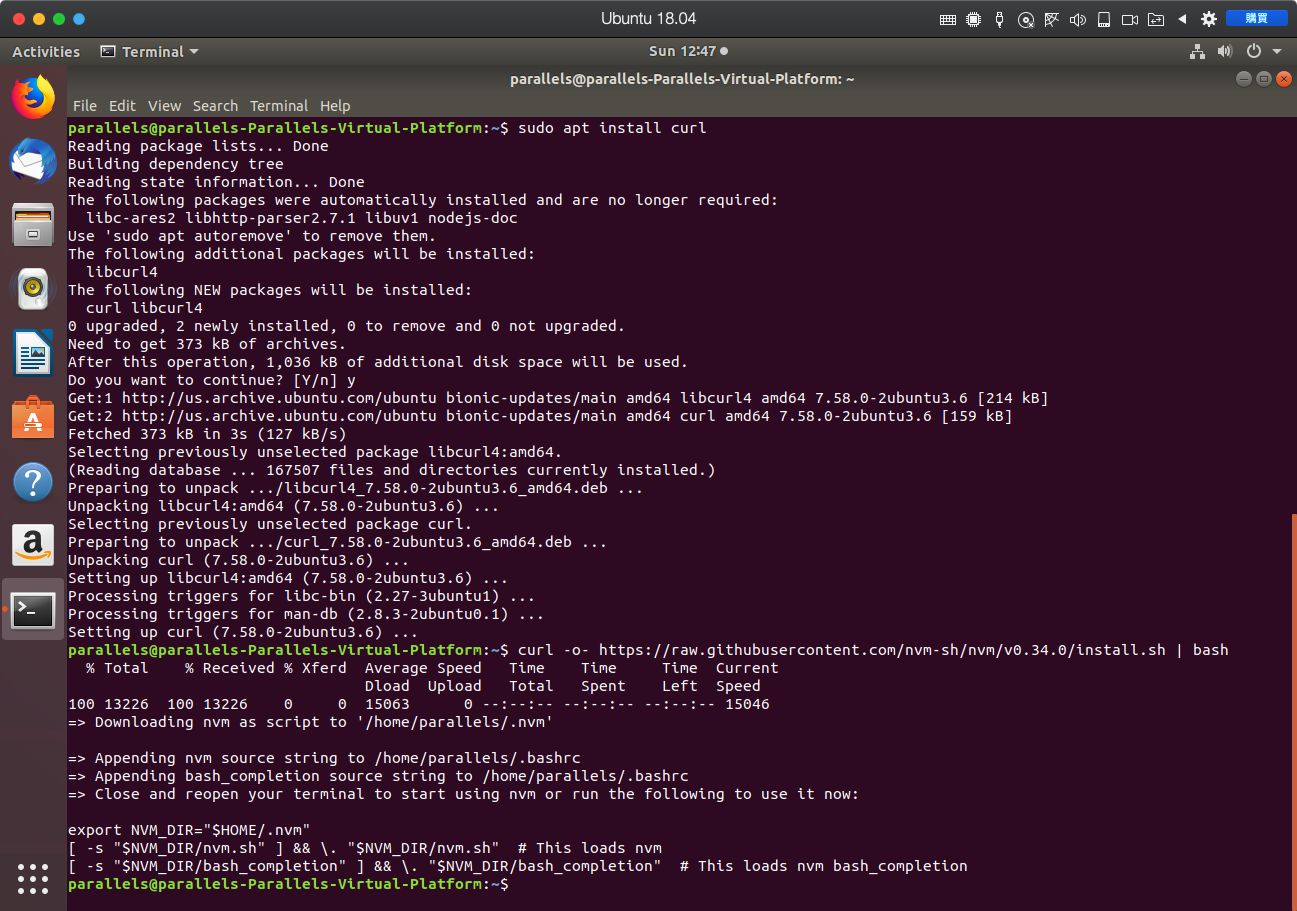 Ubuntu 18.04
購買
Activities Terminal Sun 12:47
parallels@parallels-Parallels-Virtual-Platform: ~
File Edit View Search Terminal Help
parallels@parallels-Parallels-Virtual-Platform:~$ sudo apt install curl
Reading package lists... Done
Building dependency tree
Reading state information... Done
The following packages were automatically installed and are no longer required:
  libc-ares2 libhttp-parser2.7.1 libuv1 nodejs-doc
Use 'sudo apt autoremove' to remove them.
The following additional packages will be installed:
  libcurl4
The following NEW packages will be installed:
  curl libcurl4
0 upgraded, 2 newly installed, 0 to remove and 0 not upgraded.
Need to get 373 kB of archives.
After this operation, 1,036 kB of additional disk space will be used.
Do you want to continue? [Y/n] y
Get:1 http://us.archive.ubuntu.com/ubuntu bionic-updates/main amd64 libcurl4 amd64 7.58.0-2ubuntu3.6 [214 kB]
Get:2 http://us.archive.ubuntu.com/ubuntu bionic-updates/main amd64 curl amd64 7.58.0-2ubuntu3.6 [159 kB]
Fetched 373 kB in 3s (127 kB/s)
Selecting previously unselected package libcurl4:amd64.
(Reading database ... 167507 files and directories currently installed.)
Preparing to unpack .../libcurl4_7.58.0-2ubuntu3.6_amd64.deb ...
Unpacking libcurl4:amd64 (7.58.0-2ubuntu3.6) ...
Selecting previously unselected package curl.
Preparing to unpack .../curl_7.58.0-2ubuntu3.6_amd64.deb ...
Unpacking curl (7.58.0-2ubuntu3.6) ...
Setting up libcurl4:amd64 (7.58.0-2ubuntu3.6) ...
Processing triggers for libc-bin (2.27-3ubuntu1) ...
Processing triggers for man-db (2.8.3-2ubuntu0.1) ...
Setting up curl (7.58.0-2ubuntu3.6) ...
parallels@parallels-Parallels-Virtual-Platform:~$ curl -o- https://raw.githubusercontent.com/nvm-sh/nvm/v0.34.0/install.sh | bash
  % Total    % Received % Xferd  Average Speed   Time    Time     Time  Current
                                 Dload  Upload   Total   Spent    Left  Speed
100 13226  100 13226    0     0  15063      0 --:--:-- --:--:-- --:--:-- 15046
=> Downloading nvm as script to '/home/parallels/.nvm'
=> Appending nvm source string to /home/parallels/.bashrc
=> Appending bash_completion source string to /home/parallels/.bashrc
=> Close and reopen your terminal to start using nvm or run the following to use it now:
export NVM_DIR="$HOME/.nvm"
[ -s "$NVM_DIR/nvm.sh" ] && \. "$NVM_DIR/nvm.sh"  # This loads nvm
[ -s "$NVM_DIR/bash_completion" ] && \. "$NVM_DIR/bash_completion"  # This loads nvm bash_completion
parallels@parallels-Parallels-Virtual-Platform:~$